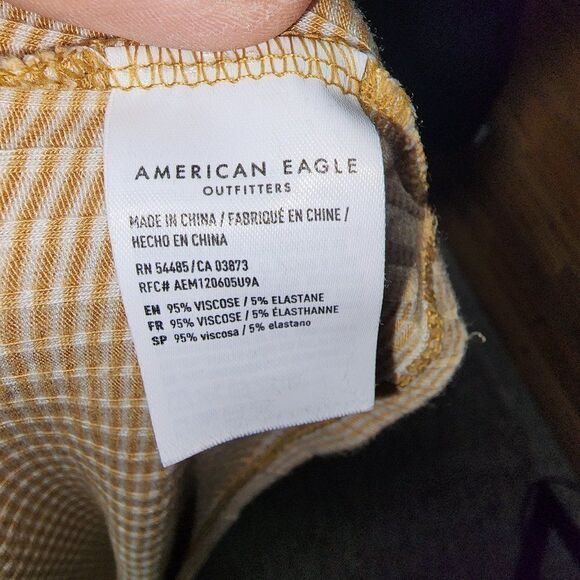 AMERICAN EAGLE
OUTFITTERS
MADE IN CHINA / FABRIQUÉ EN CHINE /
HECHO EN CHINA
RN 54485/CA 03873
RFC# AEM120605U9A
EN 95% VISCOSE / 5% ELASTANE
FR 95% VISCOSE / 5% ÉLASTHANNE
SP 95% viscosa / 5% elastano